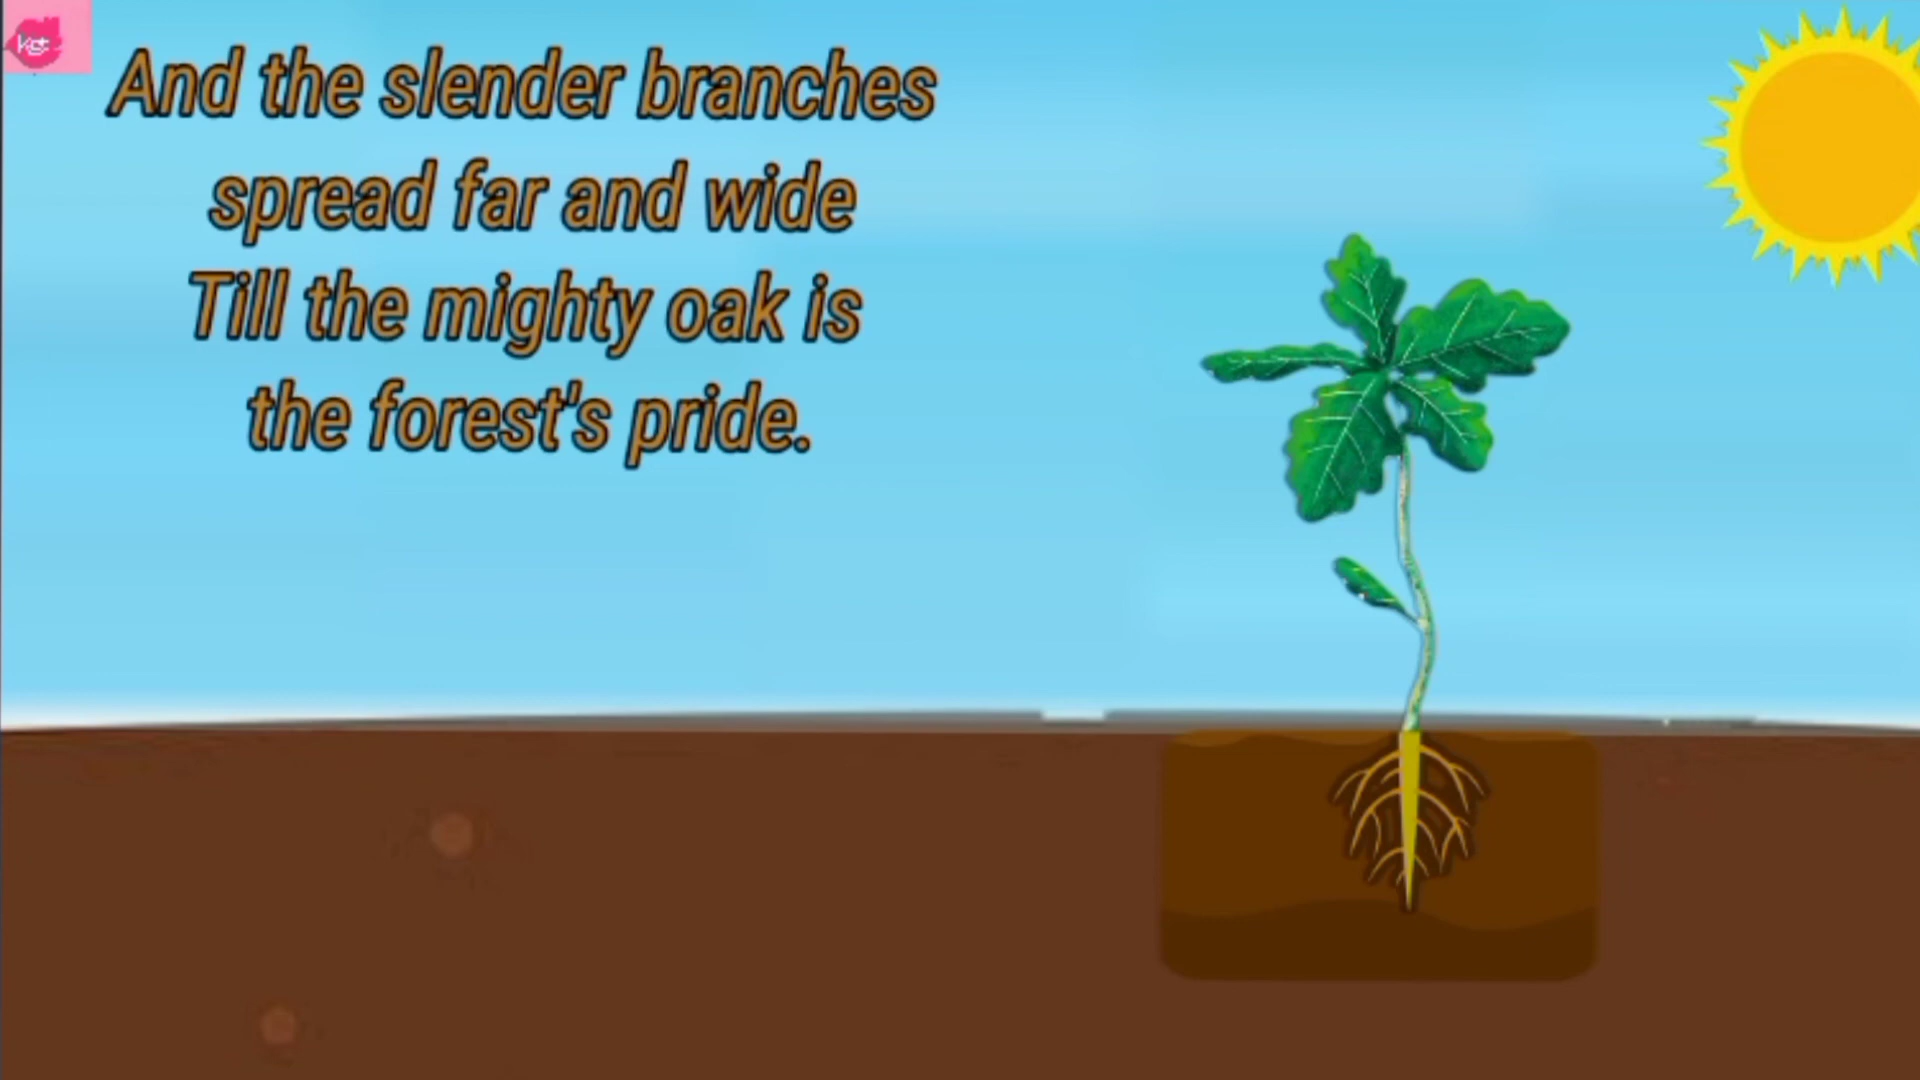 And the slender branches
spread far and wide
Till the mighty oak is
the forest's pride.